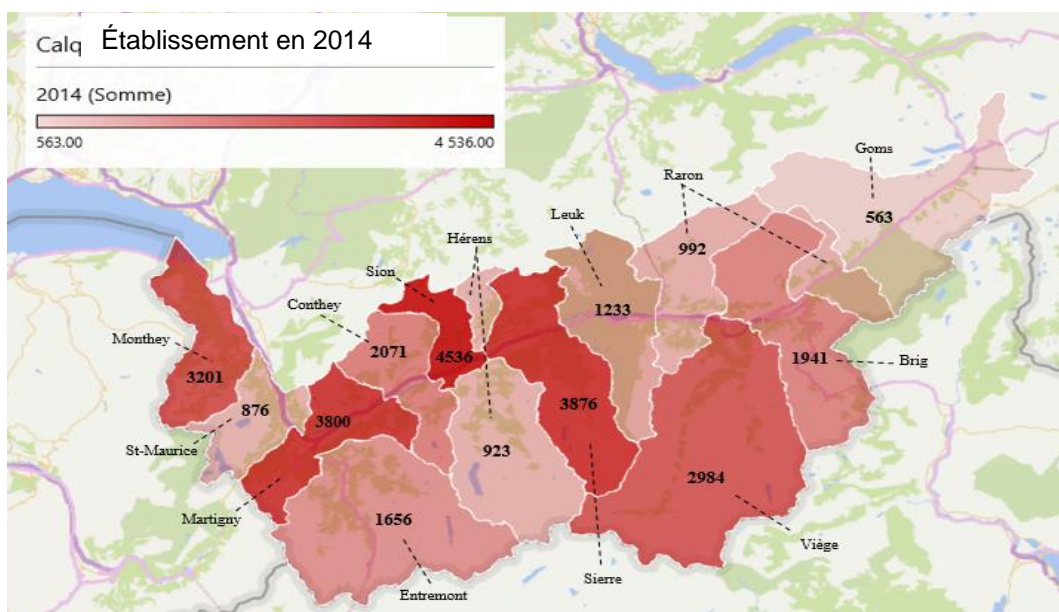 Calq
Établissement en 2014
2014 (Somme)
563.00
4 536.00
Goms
Raron
563
Leuk
992
Hérens
Sion
Conthey
1233
Monthey
2071
4536
1941
Brig
3201
876
3800
3876
St-Maurice
923
2984
Martigny
1656
Viège
Sierre
Entremont